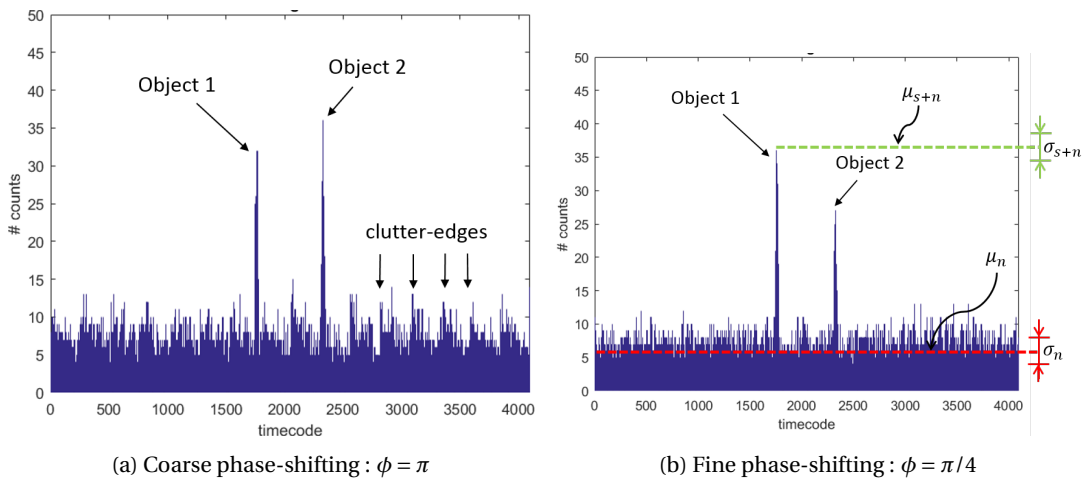 50
45
40
35
30
25
20
15
10
5
0
# counts
Object 1
Object 2
clutter-edges
0 500 1000 1500 2000 2500 3000 3500 4000
timecode
(a) Coarse phase-shifting : ϕ = π
50
45
40
35
30
25
20
15
10
5
0
# counts
Object 1
μs+n
σs+n
Object 2
μn
σn
0 500 1000 1500 2000 2500 3000 3500 4000
timecode
(b) Fine phase-shifting : ϕ = π/4